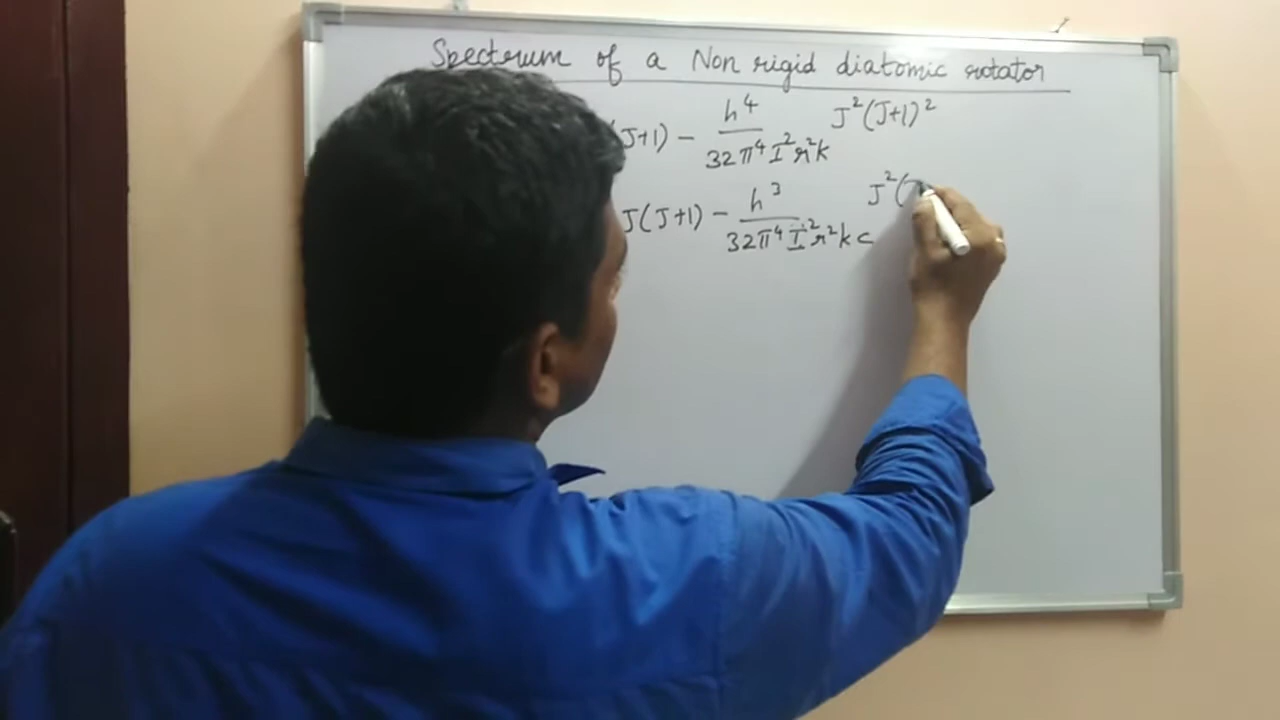 Spectrum of a Non rigid diatomic rotator
(J+1) - h⁴/32π⁴I²r²k J²(J+1)²
J(J+1) - h³/32π⁴I²r²kc J²(